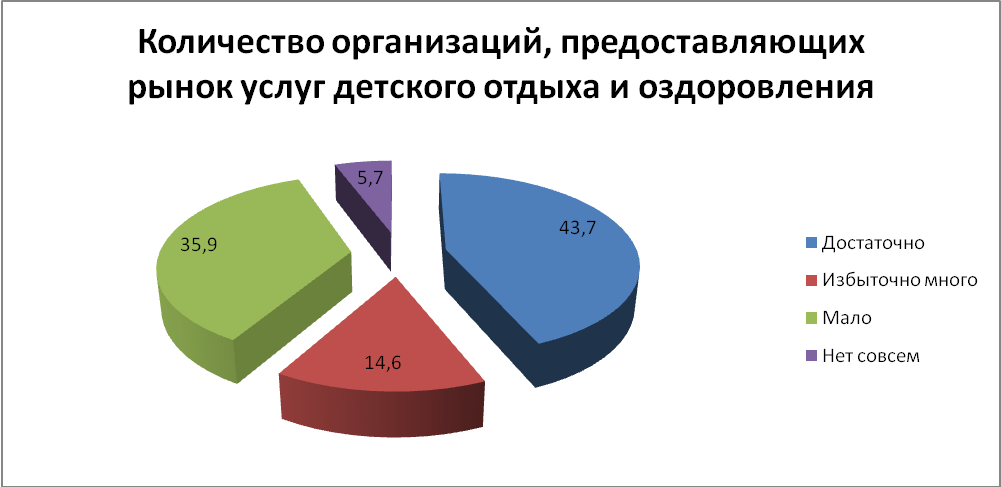 Количество организаций, предоставляющих
рынок услуг детского отдыха и оздоровления
5,7
43,7
35,9
14,6
Достаточно
Избыточно много
Мало
Нет совсем